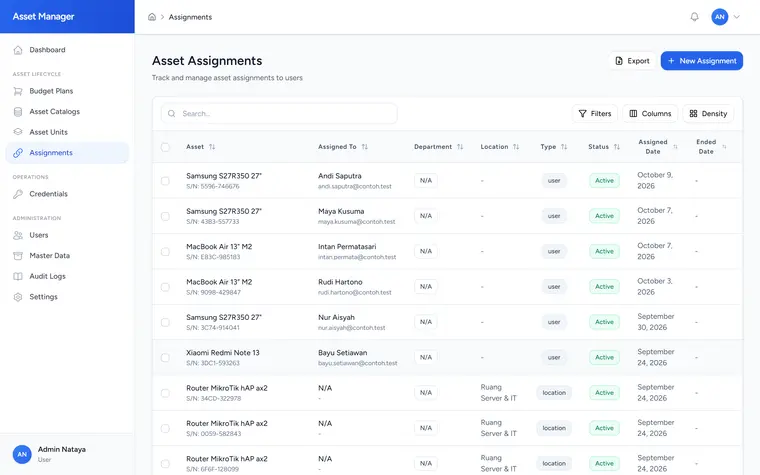 Asset Manager
Assignments
AN
Dashboard
ASSET LIFECYCLE
Budget Plans
Asset Catalogs
Asset Units
Assignments
OPERATIONS
Credentials
ADMINISTRATION
Users
Master Data
Audit Logs
Settings
AN
Admin Nataya
User
Asset Assignments
Track and manage asset assignments to users
Export
New Assignment
Search...
Filters
Columns
Density
Asset Assigned To Department Location Type Status Assigned Date Ended Date
Samsung S27R350 27" Andi Saputra N/A - user Active October 9, -
S/N: 5596-746676 andi.saputra@contoh.test 2026
Samsung S27R350 27" Maya Kusuma N/A - user Active October 7, -
S/N: 43B3-557733 maya.kusuma@contoh.test 2026
MacBook Air 13" M2 Intan Permatasari N/A - user Active October 7, -
S/N: E83C-985183 intan.permata@contoh.test 2026
MacBook Air 13" M2 Rudi Hartono N/A - user Active October 3, -
S/N: 9098-429847 rudi.hartono@contoh.test 2026
Samsung S27R350 27" Nur Aisyah N/A - user Active September -
S/N: 3C74-914041 nur.aisyah@contoh.test 30, 2026
Xiaomi Redmi Note 13 Bayu Setiawan N/A - user Active September -
S/N: 3DC1-593263 bayu.setiawan@contoh.test 24, 2026
Router MikroTik hAP ax2 N/A N/A Ruang location Active September -
S/N: 34CD-322978 - Server & IT 24, 2026
Router MikroTik hAP ax2 N/A N/A Ruang location Active September -
S/N: 0059-582843 - Server & IT 24, 2026
Router MikroTik hAP ax2 N/A N/A Ruang location Active September -
S/N: 6F6F-128099 - Server & IT 24, 2026